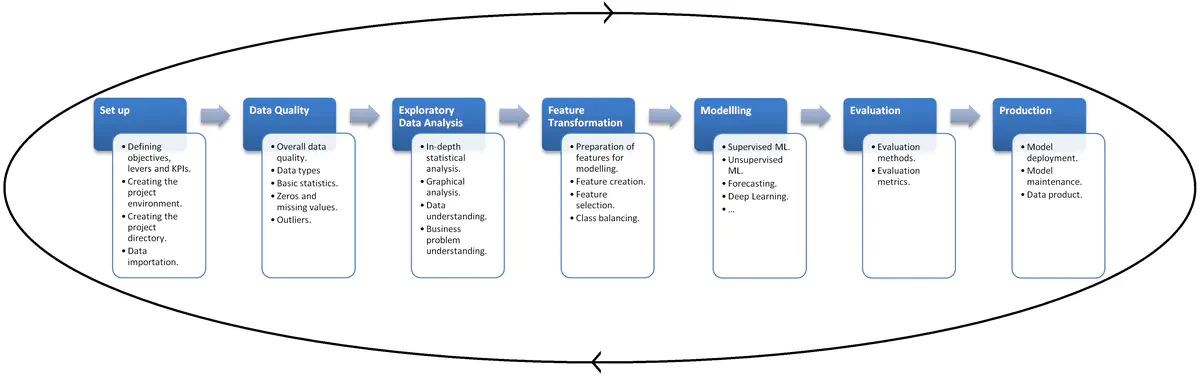 Set up
• Defining
objectives,
levers and KPIs.
• Creating the
project
environment.
• Creating the
project
directory.
• Data
importation.
Data Quality
• Overall data
quality.
• Data types
• Basic statistics.
• Zeros and
missing values.
• Outliers.
Exploratory
Data Analysis
• In-depth
statistical
analysis.
• Graphical
analysis.
• Data
understanding.
• Business
problem
understanding.
Feature
Transformation
• Preparation of
features for
modelling.
• Feature creation.
• Feature
selection.
• Class balancing.
Modellling
• Supervised ML.
• Unsupervised
ML.
• Forecasting.
• Deep Learning.
• ...
Evaluation
• Evaluation
methods.
• Evaluation
metrics.
Production
• Model
deployment.
• Model
maintenance.
• Data product.